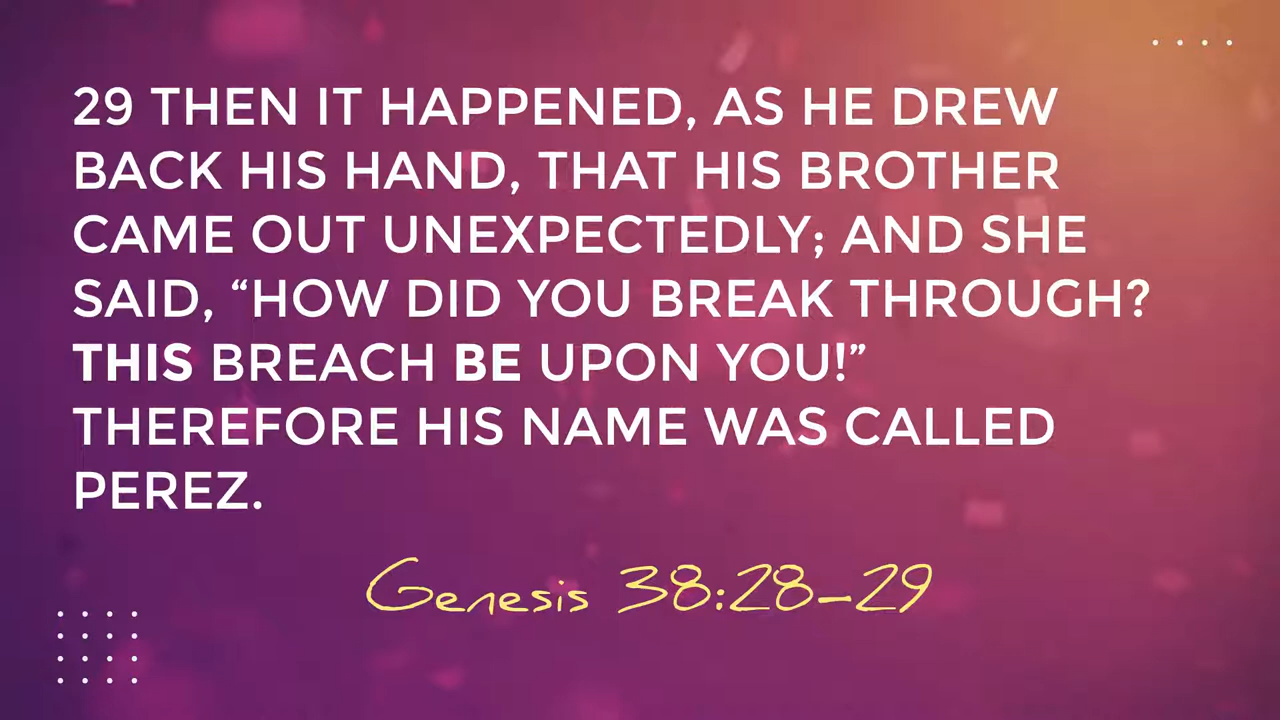 29 THEN IT HAPPENED, AS HE DREW
BACK HIS HAND, THAT HIS BROTHER
CAME OUT UNEXPECTEDLY; AND SHE
SAID, “HOW DID YOU BREAK THROUGH?
THIS BREACH BE UPON YOU!”
THEREFORE HIS NAME WAS CALLED
PEREZ.
Genesis 38:28-29